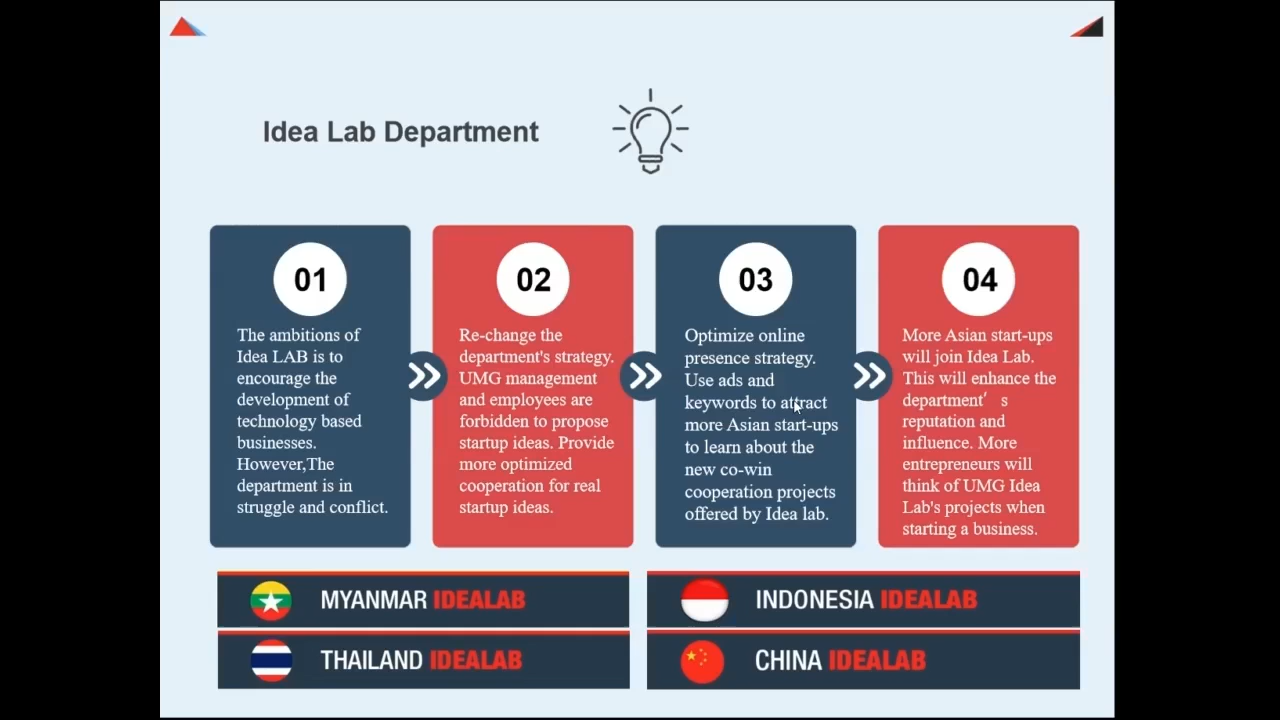 Idea Lab Department
01
The ambitions of
Idea LAB is to
encourage the
development of
technology based
businesses.
However,The
department is in
struggle and conflict.
02
Re-change the
department's strategy.
UMG management
and employees are
forbidden to propose
startup ideas. Provide
more optimized
cooperation for real
startup ideas.
03
Optimize online
presence strategy.
Use ads and
keywords to attract
more Asian start-ups
to learn about the
new co-win
cooperation projects
offered by Idea lab.
04
More Asian start-ups
will join Idea Lab.
This will enhance the
department's
reputation and
influence. More
entrepreneurs will
think of UMG Idea
Lab's projects when
starting a business.
MYANMAR IDEALAB
INDONESIA IDEALAB
THAILAND IDEALAB
CHINA IDEALAB